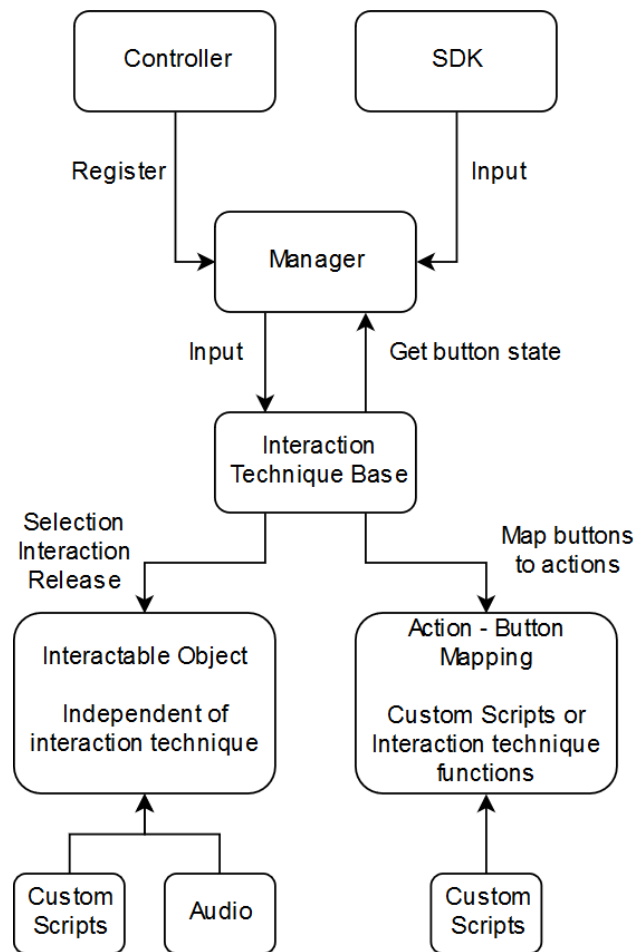 Controller
SDK
Register
Input
Manager
Input
Get button state
Interaction
Technique Base
Selection
Interaction
Release
Map buttons
to actions
Interactable Object
Independent of
interaction technique
Action - Button
Mapping
Custom Scripts or
Interaction technique
functions
Custom
Scripts
Audio
Custom
Scripts